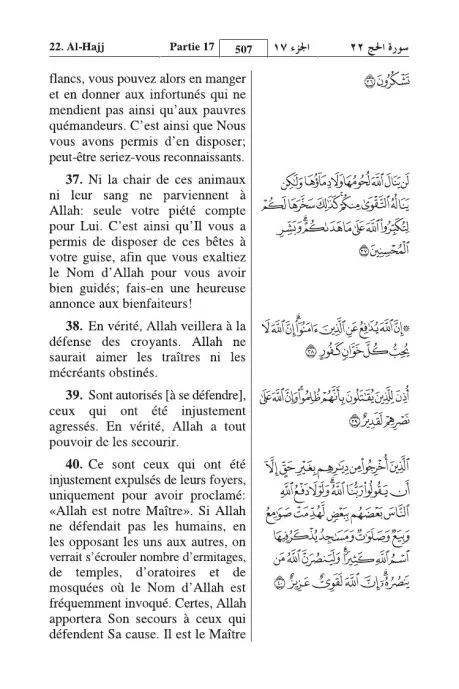 22. Al-Hajj Partie 17 507 الجزء ١٧ سورة الحج ٢٢
flancs, vous pouvez alors en manger
et en donner aux infortunés qui ne
mendient pas ainsi qu’aux pauvres
quémandeurs. C’est ainsi que Nous
vous avons permis d’en disposer;
peut-être seriez-vous reconnaissants.
37. Ni la chair de ces animaux
ni leur sang ne parviennent à
Allah: seule votre piété compte
pour Lui. C’est ainsi qu’Il vous a
permis de disposer de ces bêtes à
votre guise, afin que vous exaltiez
le Nom d’Allah pour vous avoir
bien guidés; fais-en une heureuse
annonce aux bienfaiteurs!
38. En vérité, Allah veillera à la
défense des croyants. Allah ne
saurait aimer les traîtres ni les
mécréants obstinés.
39. Sont autorisés [à se défendre],
ceux qui ont été injustement
agressés. En vérité, Allah a tout
pouvoir de les secourir.
40. Ce sont ceux qui ont été
injustement expulsés de leurs foyers,
uniquement pour avoir proclamé:
«Allah est notre Maître». Si Allah
ne défendait pas les humains, en
les opposant les uns aux autres, on
verrait s’écrouler nombre d’ermitages,
de temples, d’oratoires et de
mosquées où le Nom d’Allah est
fréquemment invoqué. Certes, Allah
apportera Son secours à ceux qui
défendent Sa cause. Il est le Maître
تَشْكُرُونَ ٣٦
لَن يَنَالَ ٱللَّهَ لُحُومُهَا وَلَا دِمَآؤُهَا وَلَٰكِن
يَنَالُهُ ٱلتَّقْوَىٰ مِنكُمْ كَذَٰلِكَ سَخَّرَهَا لَكُمْ
لِتُكَبِّرُوا۟ ٱللَّهَ عَلَىٰ مَا هَدَىٰكُمْ وَبَشِّرِ
ٱلْمُحْسِنِينَ ٣٧
۞ إِنَّ ٱللَّهَ يُدَٰفِعُ عَنِ ٱلَّذِينَ ءَامَنُوٓا۟ إِنَّ ٱللَّهَ لَا
يُحِبُّ كُلَّ خَوَّانٍ كَفُورٍ ٣٨
أُذِنَ لِلَّذِينَ يُقَٰتَلُونَ بِأَنَّهُمْ ظُلِمُوا۟ وَإِنَّ ٱللَّهَ عَلَىٰ
نَصْرِهِمْ لَقَدِيرٌ ٣٩
ٱلَّذِينَ أُخْرِجُوا۟ مِن دِيَٰرِهِم بِغَيْرِ حَقٍّ إِلَّآ
أَن يَقُولُوا۟ رَبُّنَا ٱللَّهُ وَلَوْلَا دَفْعُ ٱللَّهِ
ٱلنَّاسَ بَعْضَهُم بِبَعْضٍ لَّهُدِّمَتْ صَوَٰمِعُ
وَبِيَعٌ وَصَلَوَٰتٌ وَمَسَٰجِدُ يُذْكَرُ فِيهَا
ٱسْمُ ٱللَّهِ كَثِيرًا وَلَيَنصُرَنَّ ٱللَّهُ مَن
يَنصُرُهُۥٓ إِنَّ ٱللَّهَ لَقَوِىٌّ عَزِيزٌ ٤٠